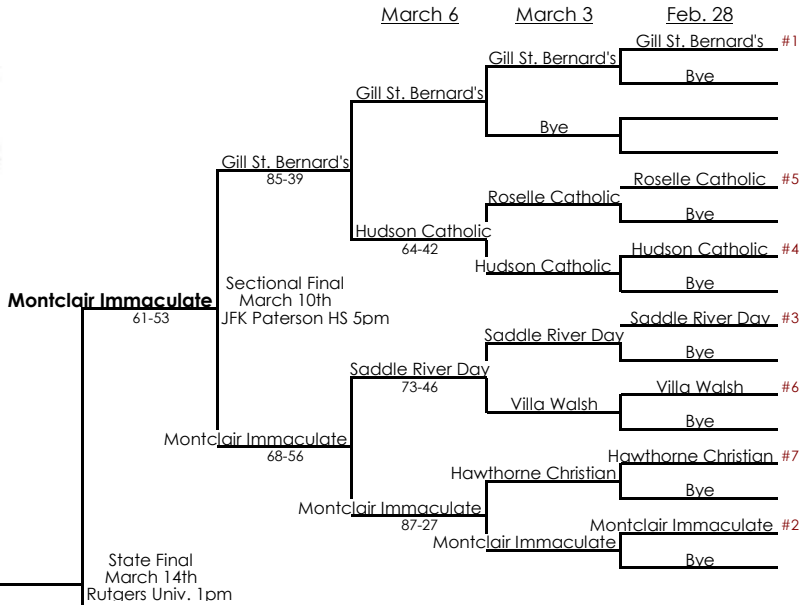 March 6 March 3 Feb. 28
Gill St. Bernard's #1
Gill St. Bernard's
Bye
Gill St. Bernard's
Bye
Gill St. Bernard's
85-39
Roselle Catholic #5
Roselle Catholic
Bye
Hudson Catholic
64-42
Hudson Catholic #4
Hudson Catholic
Bye
Sectional Final
March 10th
JFK Paterson HS 5pm
Montclair Immaculate
61-53
Saddle River Day #3
Saddle River Day
Bye
Saddle River Day
73-46
Villa Walsh #6
Villa Walsh
Bye
Montclair Immaculate
68-56
Hawthorne Christian #7
Hawthorne Christian
Bye
Montclair Immaculate
87-27
Montclair Immaculate #2
Montclair Immaculate
Bye
State Final
March 14th
Rutgers Univ. 1pm